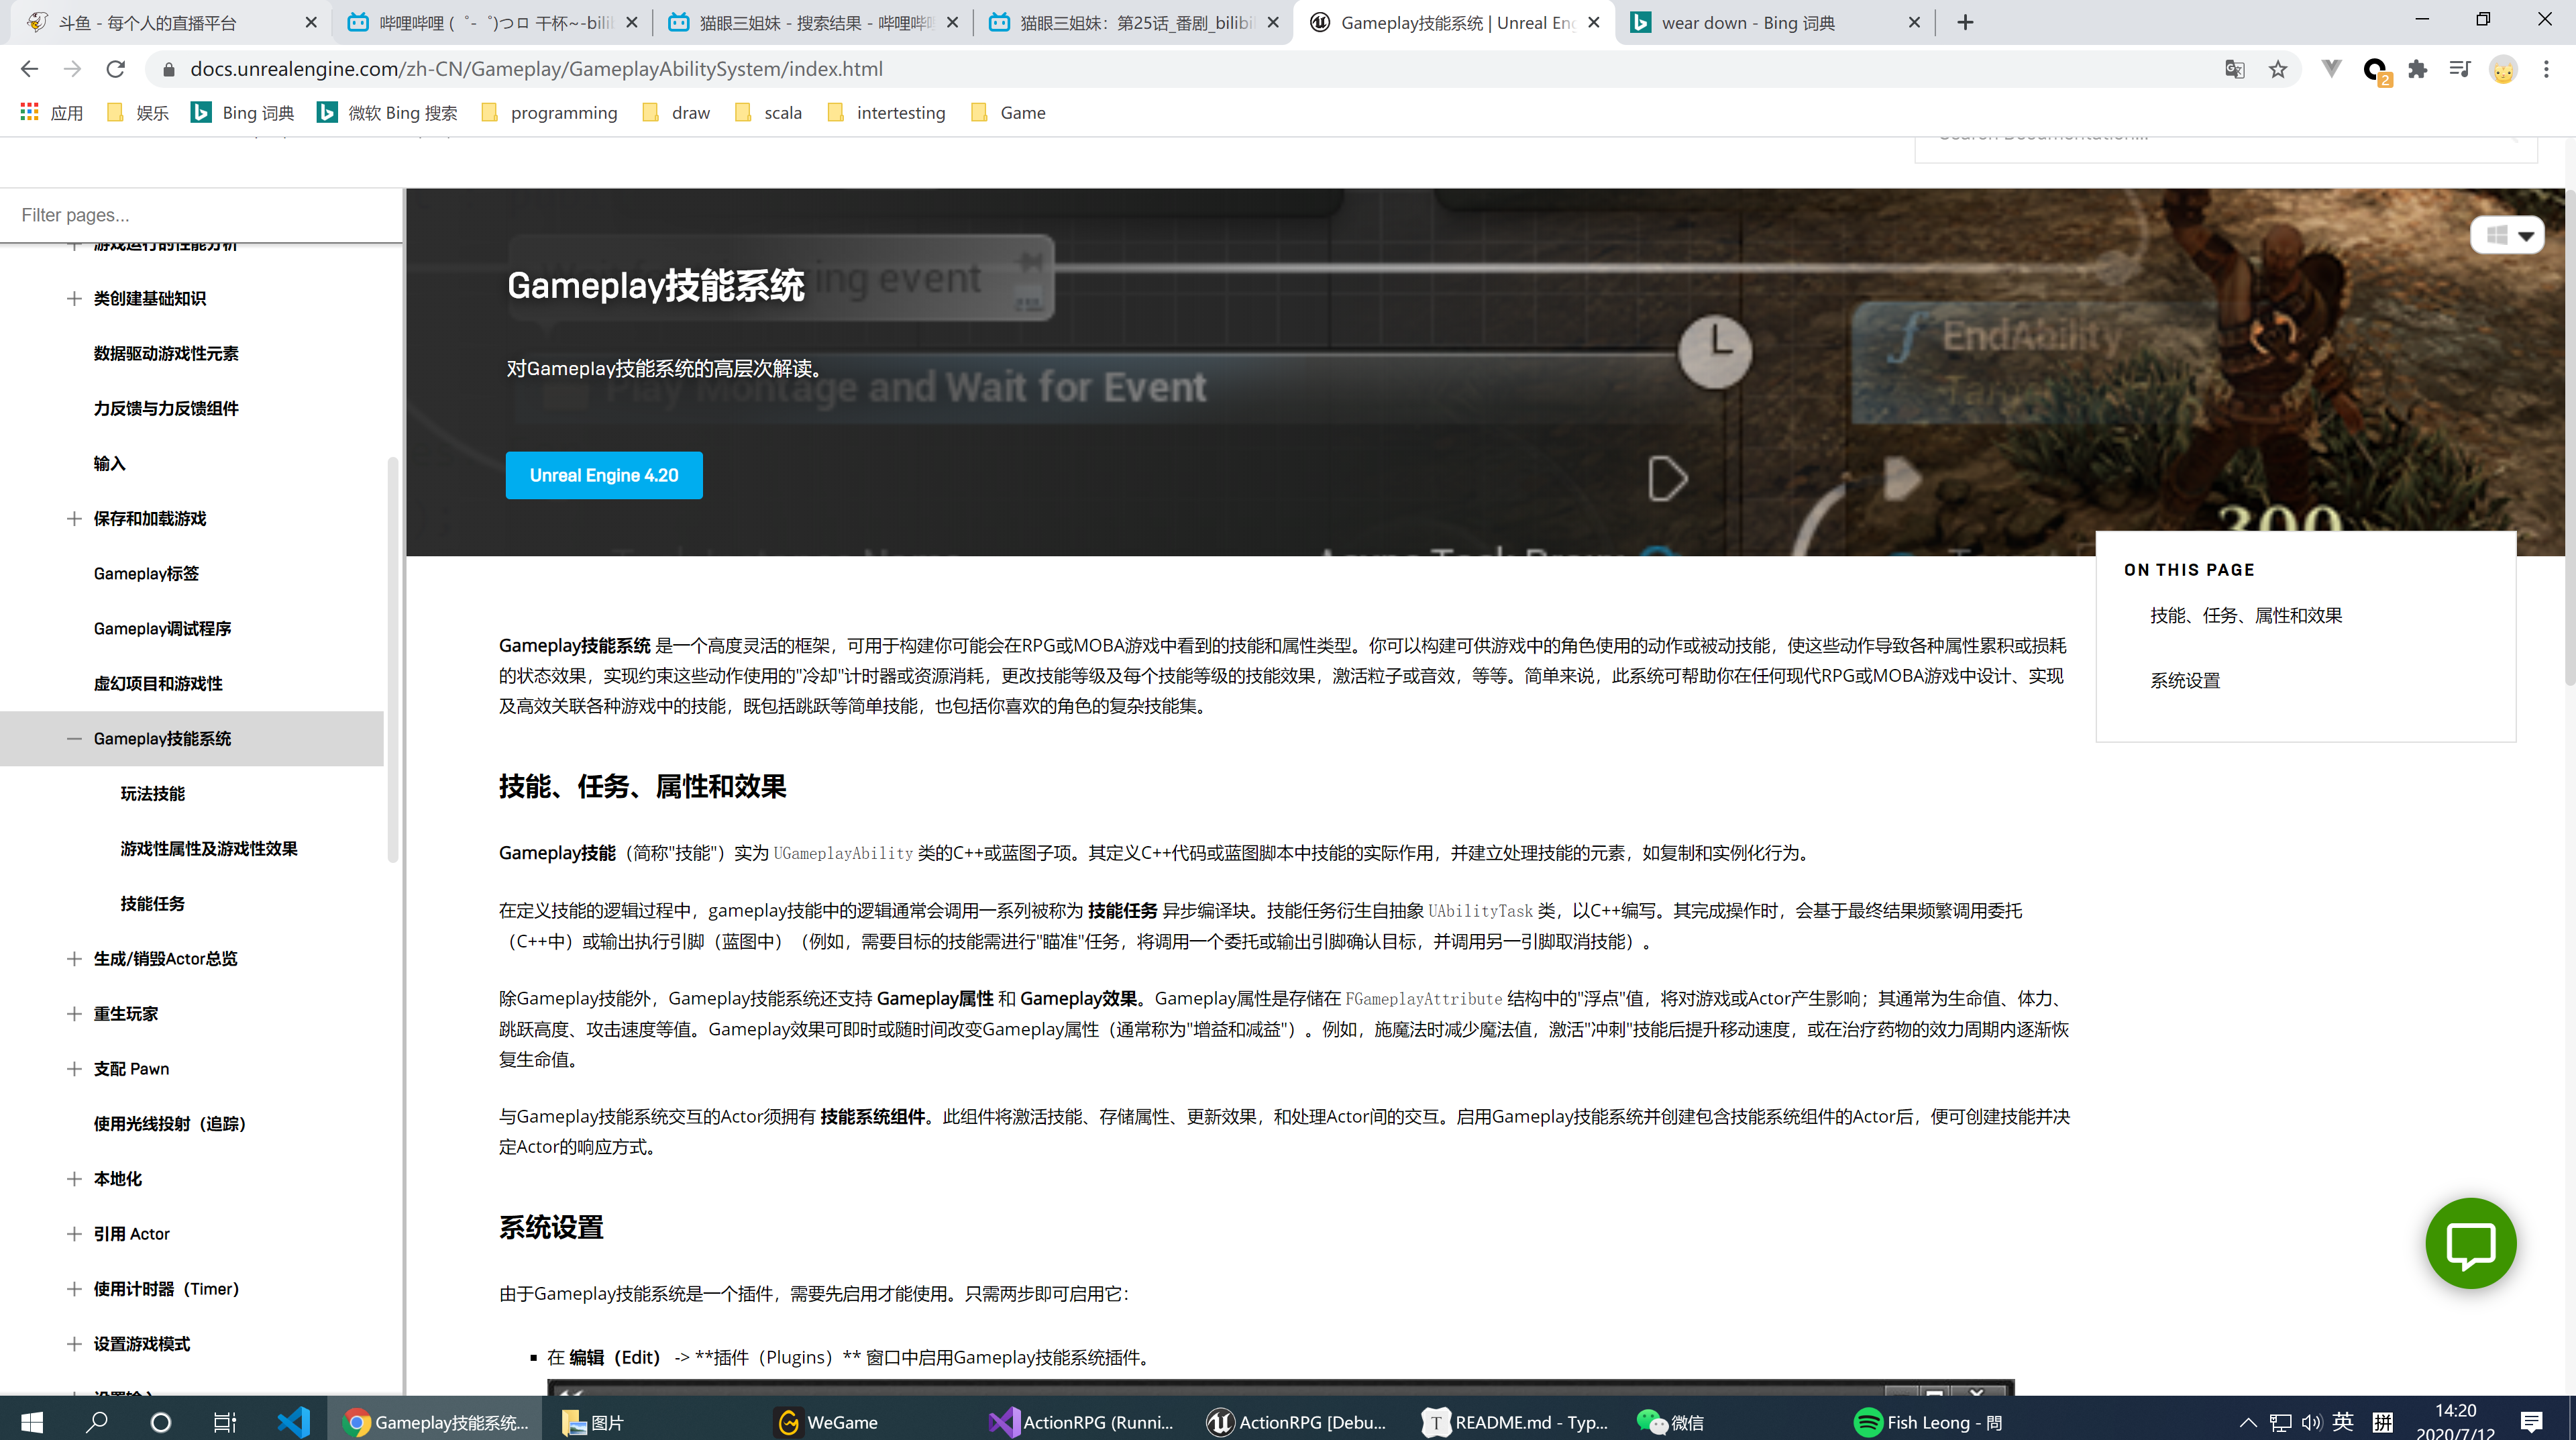 斗鱼 - 每个人的直播平台
哔哩哔哩 (゜-゜)つロ 干杯~-bili
猫眼三姐妹 - 搜索结果 - 哔哩哔哩
猫眼三姐妹：第25话_番剧_bilibi
Gameplay技能系统 | Unreal Eng
wear down - Bing 词典
docs.unrealengine.com/zh-CN/Gameplay/GameplayAbilitySystem/index.html
2
应用
娱乐
Bing 词典
微软 Bing 搜索
programming
draw
scala
intertesting
Game
Search Documentation...
Filter pages...
游戏运行的性能分析
类创建基础知识
数据驱动游戏性元素
力反馈与力反馈组件
输入
保存和加载游戏
Gameplay标签
Gameplay调试程序
虚幻项目和游戏性
Gameplay技能系统
玩法技能
游戏性属性及游戏性效果
技能任务
生成/销毁Actor总览
重生玩家
支配 Pawn
使用光线投射（追踪）
本地化
引用 Actor
使用计时器（Timer）
设置游戏模式
设置输入
Gameplay技能系统
ing event
对Gameplay技能系统的高层次解读。
Play Montage and Wait for Event
EndAbility
Unreal Engine 4.20
300
ON THIS PAGE
技能、任务、属性和效果
系统设置
Gameplay技能系统 是一个高度灵活的框架，可用于构建你可能会在RPG或MOBA游戏中看到的技能和属性类型。你可以构建可供游戏中的角色使用的动作或被动技能，使这些动作导致各种属性累积或损耗
的状态效果，实现约束这些动作使用的"冷却"计时器或资源消耗，更改技能等级及每个技能等级的技能效果，激活粒子或音效，等等。简单来说，此系统可帮助你在任何现代RPG或MOBA游戏中设计、实现
及高效关联各种游戏中的技能，既包括跳跃等简单技能，也包括你喜欢的角色的复杂技能集。
技能、任务、属性和效果
Gameplay技能（简称"技能"）实为 UGameplayAbility 类的C++或蓝图子项。其定义C++代码或蓝图脚本中技能的实际作用，并建立处理技能的元素，如复制和实例化行为。
在定义技能的逻辑过程中，gameplay技能中的逻辑通常会调用一系列被称为 技能任务 异步编译块。技能任务衍生自抽象 UAbilityTask 类，以C++编写。其完成操作时，会基于最终结果频繁调用委托
（C++中）或输出执行引脚（蓝图中）（例如，需要目标的技能需进行"瞄准"任务，将调用一个委托或输出引脚确认目标，并调用另一引脚取消技能）。
除Gameplay技能外，Gameplay技能系统还支持 Gameplay属性 和 Gameplay效果。Gameplay属性是存储在 FGameplayAttribute 结构中的"浮点"值，将对游戏或Actor产生影响；其通常为生命值、体力、
跳跃高度、攻击速度等值。Gameplay效果可即时或随时间改变Gameplay属性（通常称为"增益和减益"）。例如，施魔法时减少魔法值，激活"冲刺"技能后提升移动速度，或在治疗药物的效力周期内逐渐恢
复生命值。
与Gameplay技能系统交互的Actor须拥有 技能系统组件。此组件将激活技能、存储属性、更新效果，和处理Actor间的交互。启用Gameplay技能系统并创建包含技能系统组件的Actor后，便可创建技能并决
定Actor的响应方式。
系统设置
由于Gameplay技能系统是一个插件，需要先启用才能使用。只需两步即可启用它：
在 编辑（Edit） -> **插件（Plugins）** 窗口中启用Gameplay技能系统插件。
Gameplay技能系统...
图片
WeGame
ActionRPG (Runni...
ActionRPG [Debu...
README.md - Typ...
微信
Fish Leong - 問
英
拼
14:20
2020/7/12